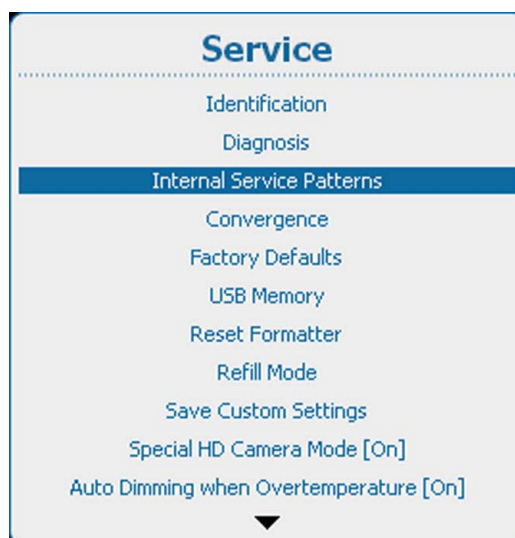 Service
Identification
Diagnosis
Internal Service Patterns
Convergence
Factory Defaults
USB Memory
Reset Formatter
Refill Mode
Save Custom Settings
Special HD Camera Mode [On]
Auto Dimming when Overtemperature [On]